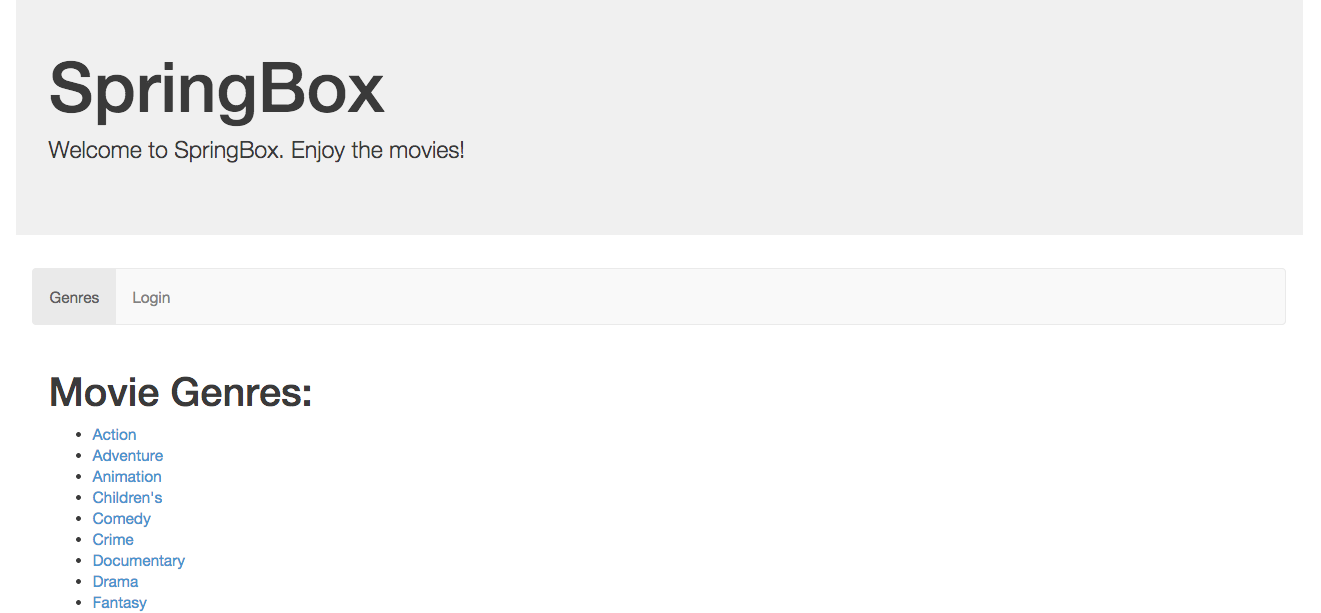 SpringBox
Welcome to SpringBox. Enjoy the movies!
Genres Login
Movie Genres:
Action
Adventure
Animation
Children's
Comedy
Crime
Documentary
Drama
Fantasy